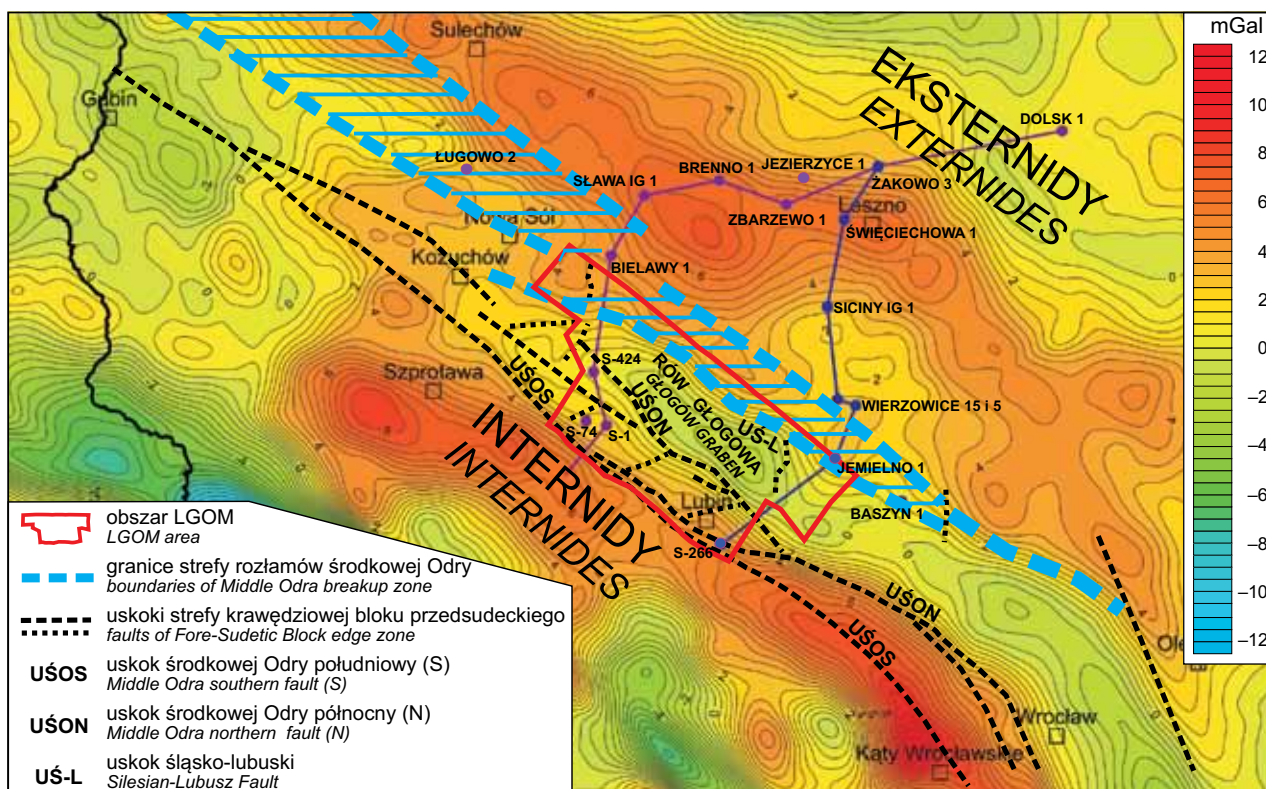 Sulechów
Gubin
ŁUGOWO 2
SŁAWA IG 1
BRENNO 1
JEZIERZYCE 1
DOLSK 1
ŻAKOWO 3
ZBARZEWO 1
Leszno
ŚWIĘCIECHOWA 1
EKSTERNIDY
EXTERNIDES
Nowa Sól
Kożuchów
BIELAWY 1
SICINY IG 1
S-424
Szprotawa
UŚOS
UŚON
RÓW GŁOGOWA
GŁOGÓW GRABEN
UŚ-L
WIERZOWICE 15 i 5
S-74
S-1
INTERNIDY
INTERNIDES
JEMIELNO 1
Lubin
BASZYN 1
S-266
UŚON
UŚOS
Wrocław
Kąty Wrocławskie
mGal
12
10
8
6
4
2
0
−2
−4
−6
−8
−10
−12
obszar LGOM
LGOM area
granice strefy rozłamów środkowej Odry
boundaries of Middle Odra breakup zone
uskoki strefy krawędziowej bloku przedsudeckiego
faults of Fore-Sudetic Block edge zone
UŚOS uskok środkowej Odry południowy (S)
Middle Odra southern fault (S)
UŚON uskok środkowej Odry północny (N)
Middle Odra northern fault (N)
UŚ-L uskok śląsko-lubuski
Silesian-Lubusz Fault